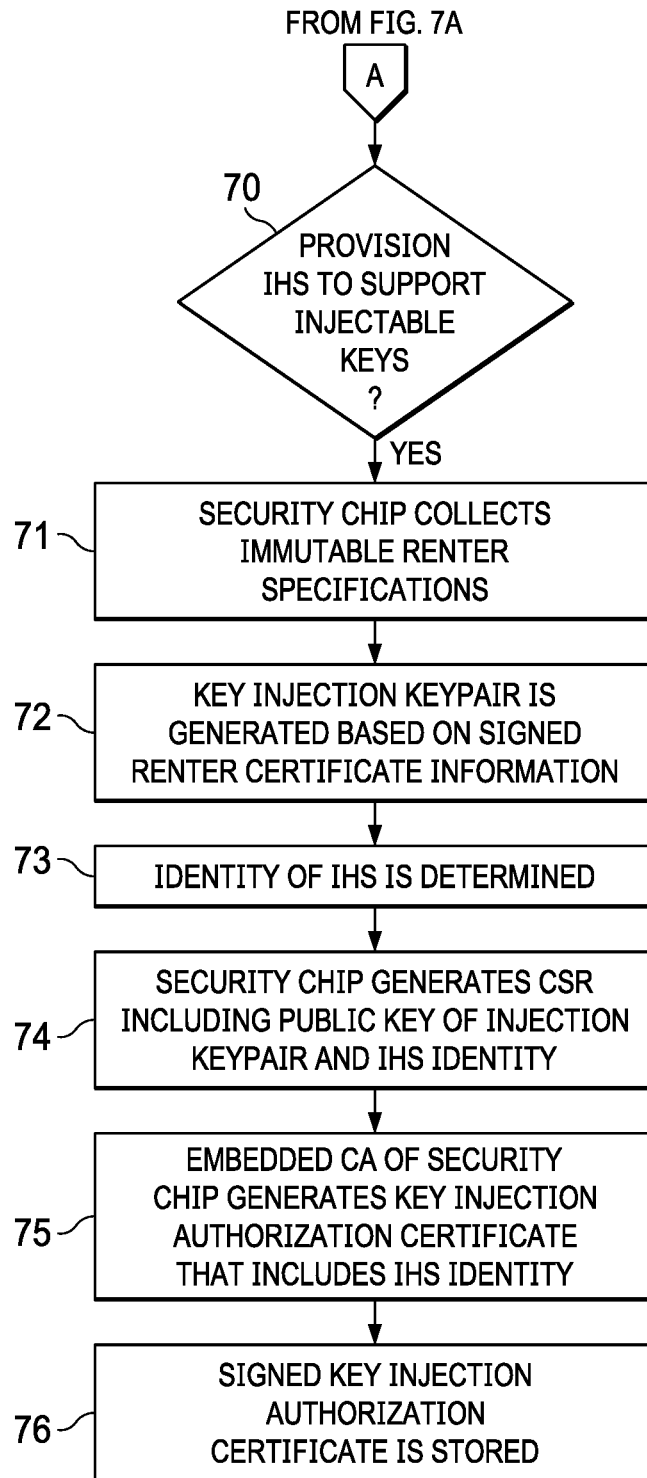 FROM FIG. 7A
A
70
PROVISION
IHS TO SUPPORT
INJECTABLE
KEYS
?
YES
71
SECURITY CHIP COLLECTS
IMMUTABLE RENTER
SPECIFICATIONS
72
KEY INJECTION KEYPAIR IS
GENERATED BASED ON SIGNED
RENTER CERTIFICATE INFORMATION
73
IDENTITY OF IHS IS DETERMINED
74
SECURITY CHIP GENERATES CSR
INCLUDING PUBLIC KEY OF INJECTION
KEYPAIR AND IHS IDENTITY
75
EMBEDDED CA OF SECURITY
CHIP GENERATES KEY INJECTION
AUTHORIZATION CERTIFICATE
THAT INCLUDES IHS IDENTITY
76
SIGNED KEY INJECTION
AUTHORIZATION
CERTIFICATE IS STORED